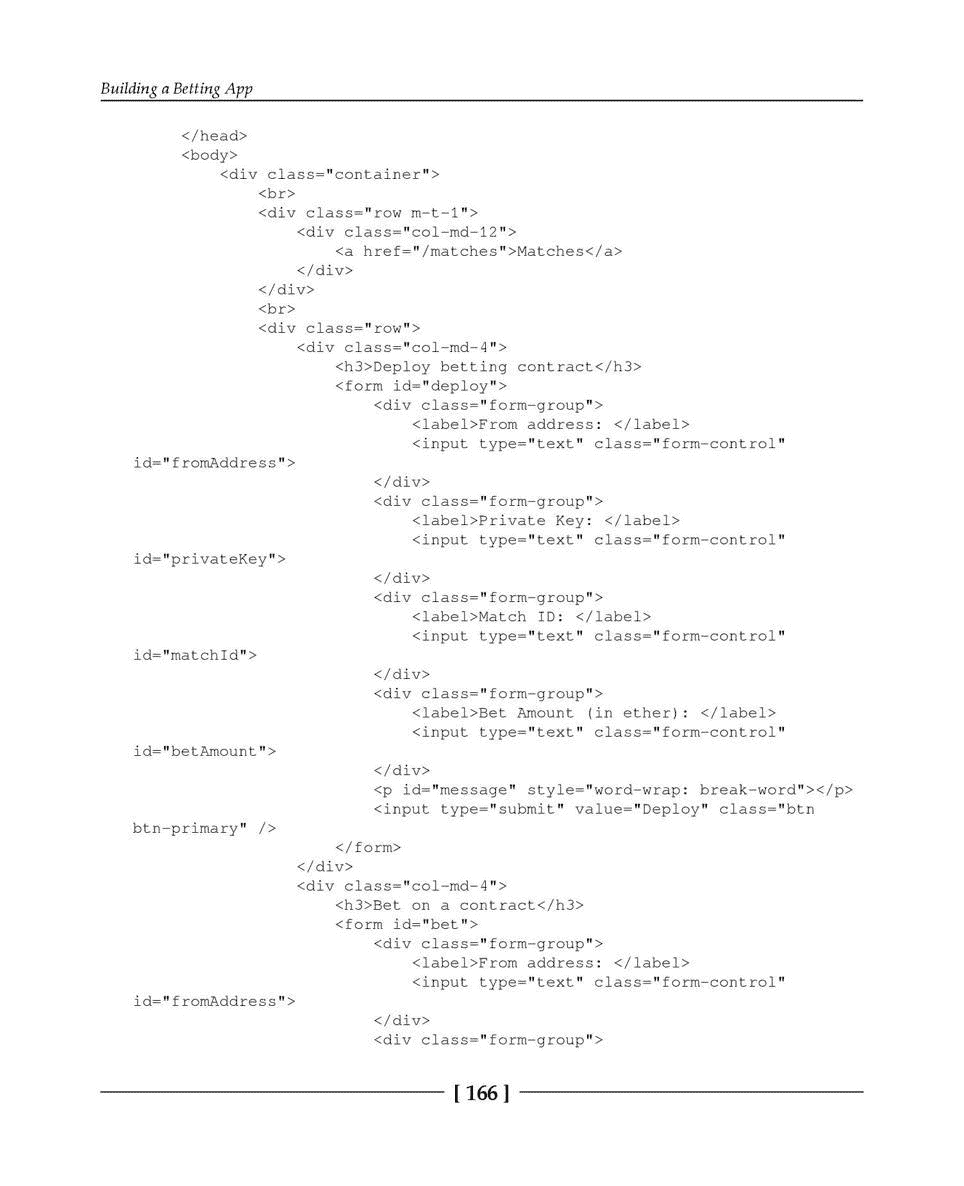 Building a Betting App
</head>
<body>
<div class="container">
<br>
<div class="row m-t-1">
<div class="col-md-12">
<a href="/matches">Matches</a>
</div>
</div>
<br>
<div class="row">
<div class="col-md-4">
<h3>Deploy betting contract</h3>
<form id="deploy">
<div class="form-group">
<label>From address: </label>
<input type="text" class="form-control"
id="fromAddress">
</div>
<div class="form-group">
<label>Private Key: </label>
<input type="text" class="form-control"
id="privateKey">
</div>
<div class="form-group">
<label>Match ID: </label>
<input type="text" class="form-control"
id="matchId">
</div>
<div class="form-group">
<label>Bet Amount (in ether): </label>
<input type="text" class="form-control"
id="betAmount">
</div>
<p id="message" style="word-wrap: break-word"></p>
<input type="submit" value="Deploy" class="btn
btn-primary" />
</form>
</div>
<div class="col-md-4">
<h3>Bet on a contract</h3>
<form id="bet">
<div class="form-group">
<label>From address: </label>
<input type="text" class="form-control"
id="fromAddress">
</div>
<div class="form-group">
[ 166 ]